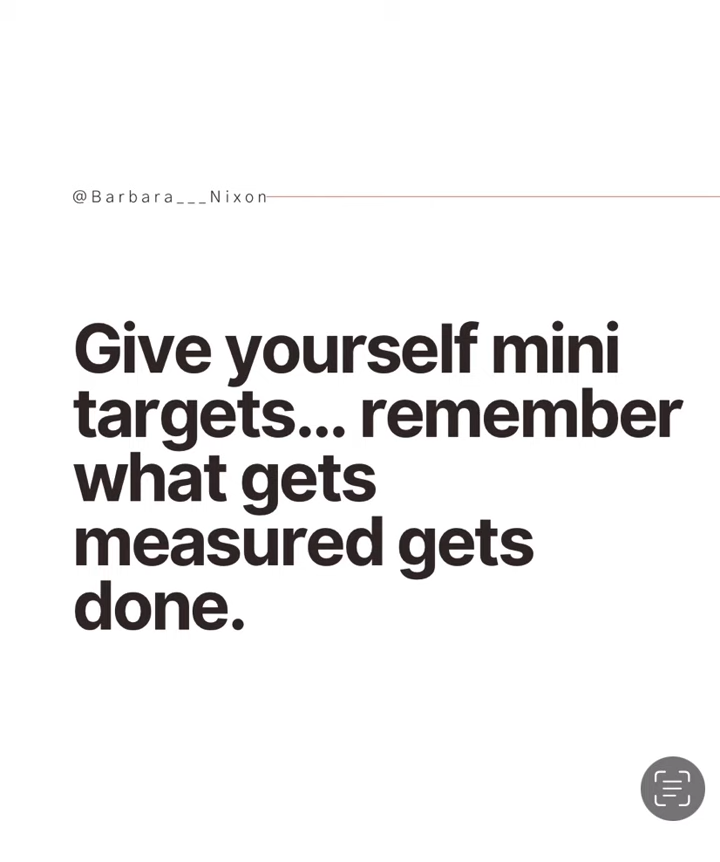 @Barbara___Nixon
Give yourself mini
targets... remember
what gets
measured gets
done.